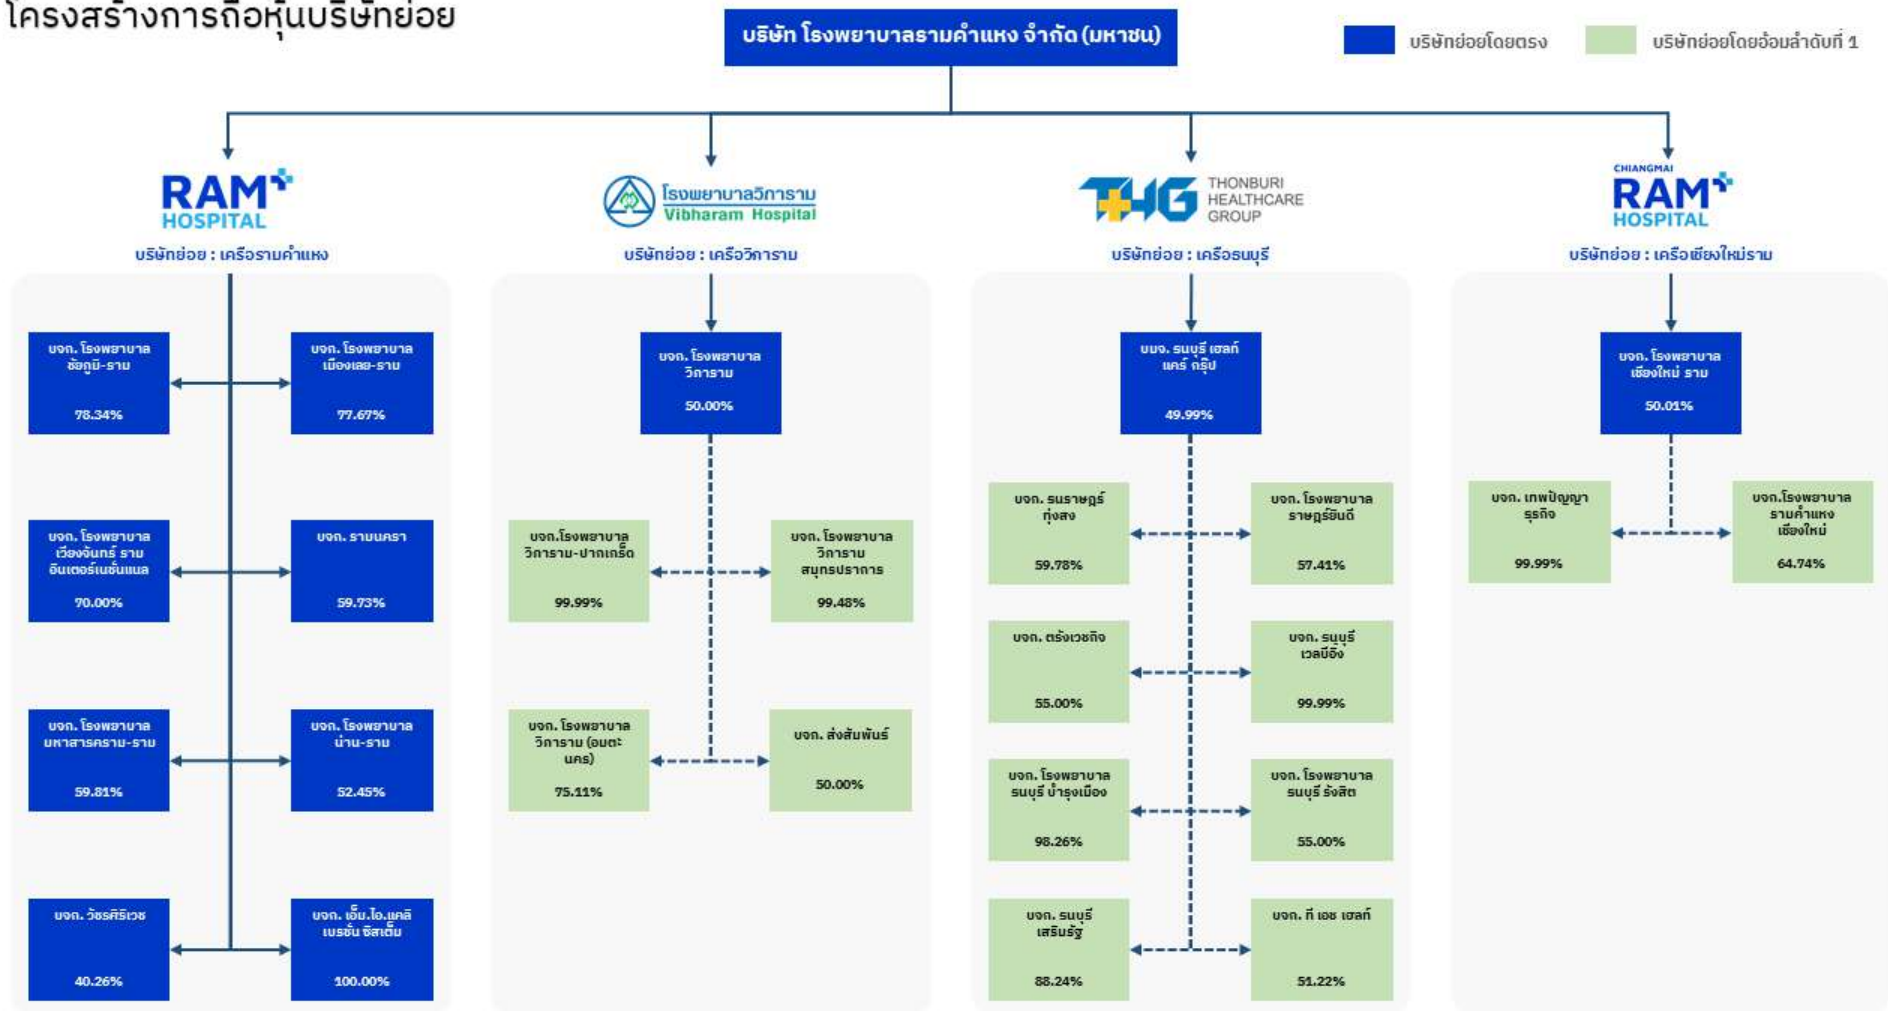 โครงสร้างการถือหุ้นบริษัทย่อย
บริษัท โรงพยาบาลรามคำแหง จำกัด (มหาชน)
บริษัทย่อยโดยตรง
บริษัทย่อยโดยอ้อมลำดับที่ 1
RAM
HOSPITAL
บริษัทย่อย : เครือรามคำแหง
บจก. โรงพยาบาล
ชัยภูมิ-ราม
78.34%
บจก. โรงพยาบาล
เมืองเลย-ราม
77.67%
บจก. โรงพยาบาล
เวียงจันทร์ ราม
อินเตอร์เนชั่นแนล
70.00%
บจก. รามนครา
59.73%
บจก. โรงพยาบาล
มหาสารคราม-ราม
59.81%
บจก. โรงพยาบาล
น่าน-ราม
52.45%
บจก. วัชรศิริเวช
40.26%
บจก. เอ็ม.ไอ.แคลิ
เบรชั่น ซิสเต็ม
100.00%
โรงพยาบาลวิภาราม
Vibharam Hospital
บริษัทย่อย : เครือวิภาราม
บจก. โรงพยาบาล
วิภาราม
50.00%
บจก.โรงพยาบาล
วิภาราม-ปากเกร็ด
99.99%
บจก. โรงพยาบาล
วิภาราม
สมุทรปราการ
99.48%
บจก. โรงพยาบาล
วิภาราม (อมตะ
นคร)
75.11%
บจก. ส่งสัมพันธ์
50.00%
THG
THONBURI
HEALTHCARE
GROUP
บริษัทย่อย : เครือธนบุรี
บมจ. ธนบุรี เฮลท์
แคร์ กรุ๊ป
49.99%
บจก. ธนราษฎร์
ทุ่งสง
59.78%
บจก. โรงพยาบาล
ราษฎร์ยินดี
57.41%
บจก. ตรังเวชกิจ
55.00%
บจก. ธนบุรี
เวลบีอิง
99.99%
บจก. โรงพยาบาล
ธนบุรี บำรุงเมือง
98.26%
บจก. โรงพยาบาล
ธนบุรี รังสิต
55.00%
บจก. ธนบุรี
เสริมรัฐ
88.24%
บจก. ที เอช เฮลท์
51.22%
CHIANGMAI
RAM
HOSPITAL
บริษัทย่อย : เครือเชียงใหม่ราม
บจก. โรงพยาบาล
เชียงใหม่ ราม
50.01%
บจก. เทพปัญญา
ธุรกิจ
99.99%
บจก.โรงพยาบาล
รามคำแหง
เชียงใหม่
64.74%